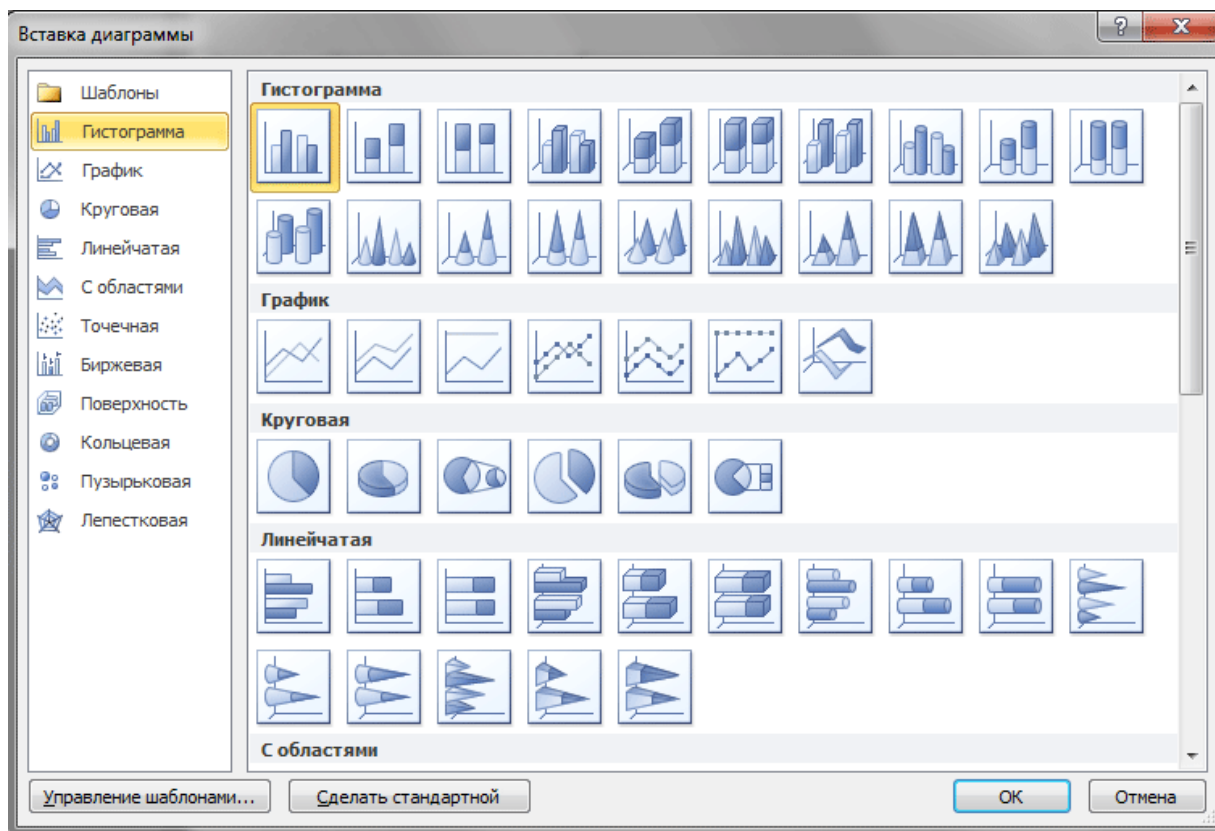 Вставка диаграммы
Шаблоны
Гистограмма
График
Круговая
Линейчатая
С областями
Точечная
Биржевая
Поверхность
Кольцевая
Пузырьковая
Лепестковая
Гистограмма
График
Круговая
Линейчатая
С областями
Управление шаблонами...
Сделать стандартной
ОК
Отмена